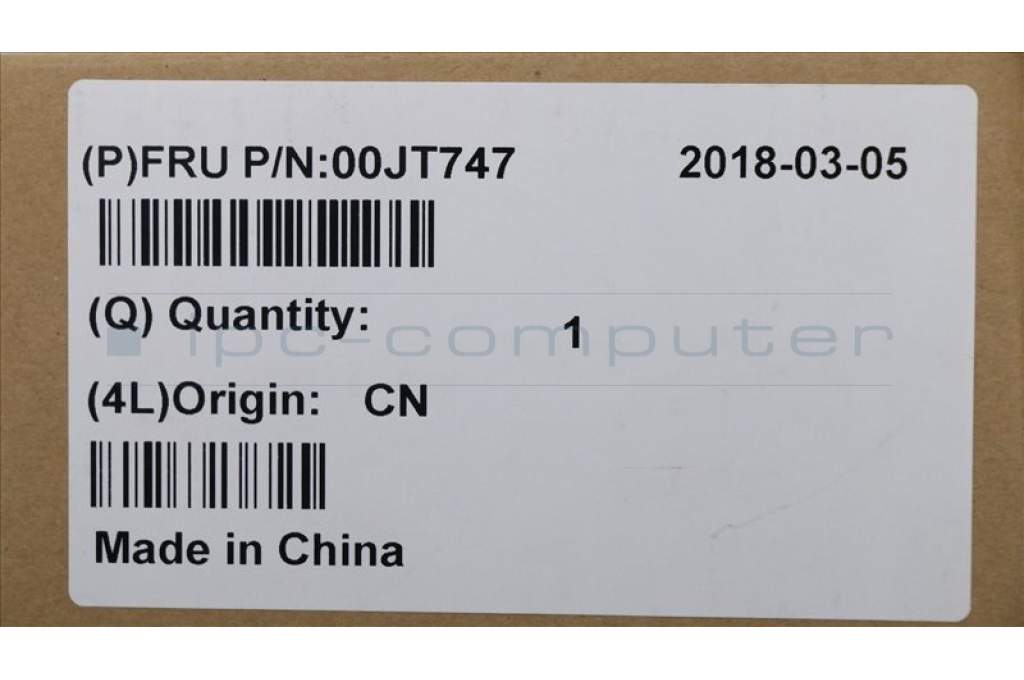 (P)FRU P/N:00JT747 2018-03-05
(Q) Quantity: 1
ipc-computer
(4L)Origin: CN
Made in China